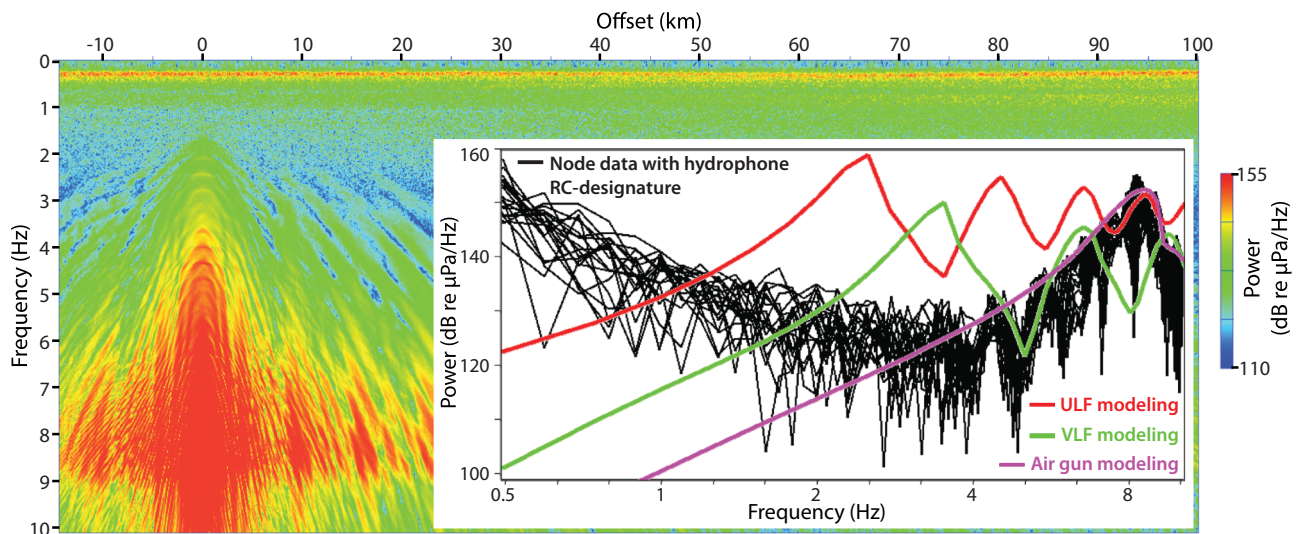 Offset (km)
-10 0 10 20 30 40 50 60 70 80 90 100
Frequency (Hz)
0
1
2
3
4
5
6
7
8
9
10
Power (dB re µPa/Hz)
160
140
120
100
Node data with hydrophone
RC-designature
ULF modeling
VLF modeling
Air gun modeling
0.5 1 2 4 8
Frequency (Hz)
155
110
Power
(dB re µPa/Hz)